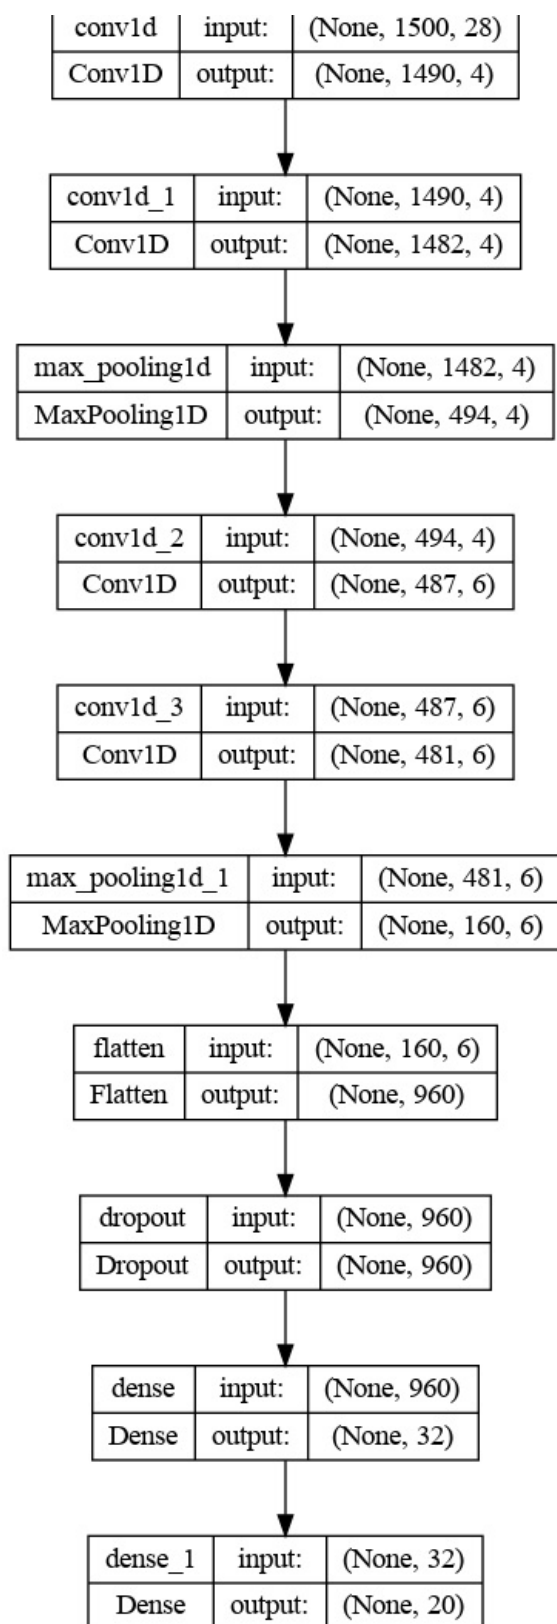 conv1d input: (None, 1500, 28)
Conv1D output: (None, 1490, 4)
conv1d_1 input: (None, 1490, 4)
Conv1D output: (None, 1482, 4)
max_pooling1d input: (None, 1482, 4)
MaxPooling1D output: (None, 494, 4)
conv1d_2 input: (None, 494, 4)
Conv1D output: (None, 487, 6)
conv1d_3 input: (None, 487, 6)
Conv1D output: (None, 481, 6)
max_pooling1d_1 input: (None, 481, 6)
MaxPooling1D output: (None, 160, 6)
flatten input: (None, 160, 6)
Flatten output: (None, 960)
dropout input: (None, 960)
Dropout output: (None, 960)
dense input: (None, 960)
Dense output: (None, 32)
dense_1 input: (None, 32)
Dense output: (None, 20)